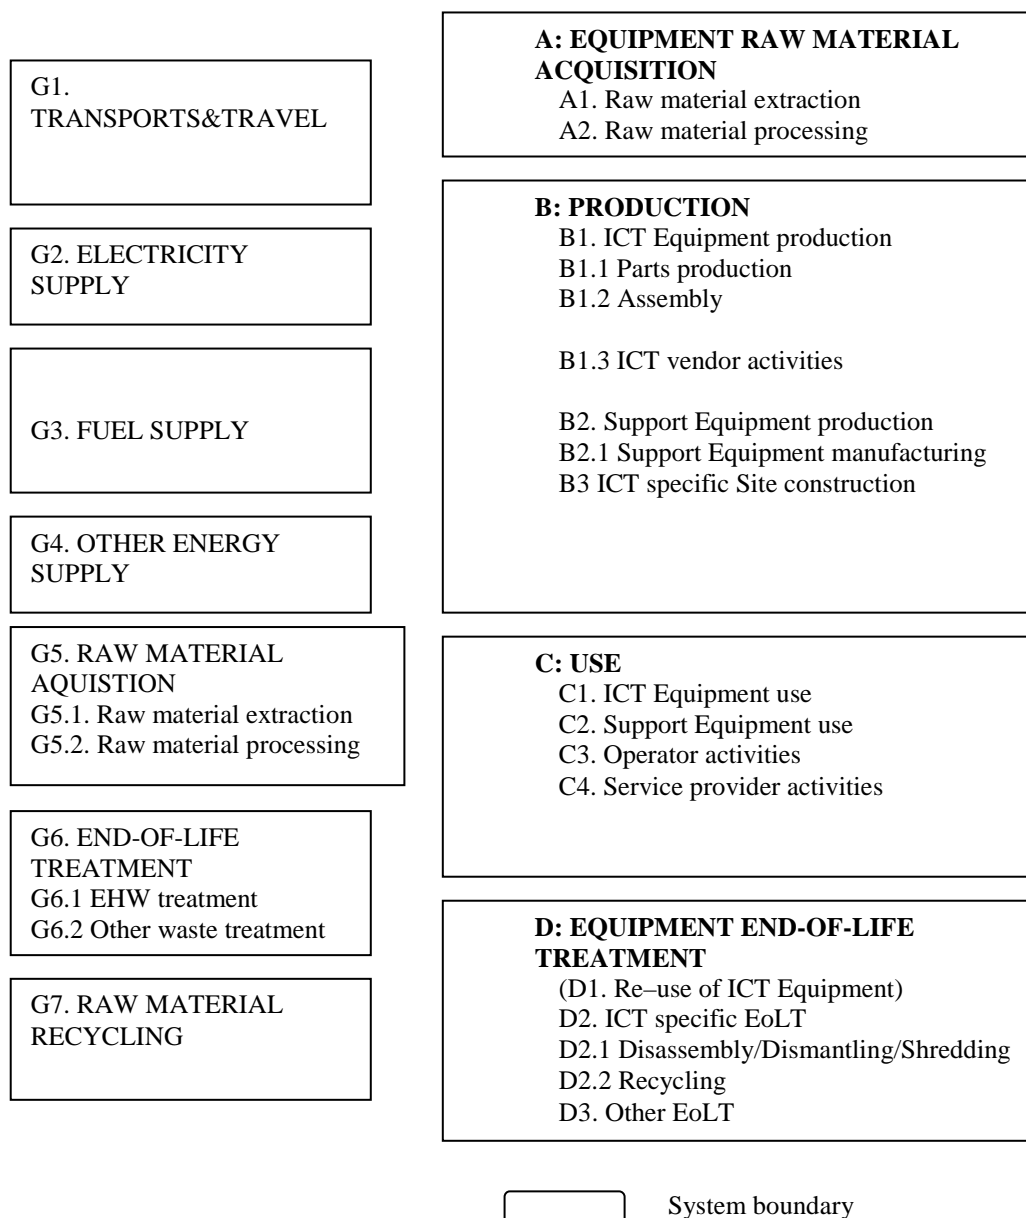 G1.
TRANSPORTS&TRAVEL
G2. ELECTRICITY
SUPPLY
G3. FUEL SUPPLY
G4. OTHER ENERGY
SUPPLY
G5. RAW MATERIAL
AQUISTION
G5.1. Raw material extraction
G5.2. Raw material processing
G6. END-OF-LIFE
TREATMENT
G6.1 EHW treatment
G6.2 Other waste treatment
G7. RAW MATERIAL
RECYCLING
A: EQUIPMENT RAW MATERIAL
ACQUISITION
A1. Raw material extraction
A2. Raw material processing
B: PRODUCTION
B1. ICT Equipment production
B1.1 Parts production
B1.2 Assembly
B1.3 ICT vendor activities
B2. Support Equipment production
B2.1 Support Equipment manufacturing
B3 ICT specific Site construction
C: USE
C1. ICT Equipment use
C2. Support Equipment use
C3. Operator activities
C4. Service provider activities
D: EQUIPMENT END-OF-LIFE
TREATMENT
(D1. Re–use of ICT Equipment)
D2. ICT specific EoLT
D2.1 Disassembly/Dismantling/Shredding
D2.2 Recycling
D3. Other EoLT
System boundary